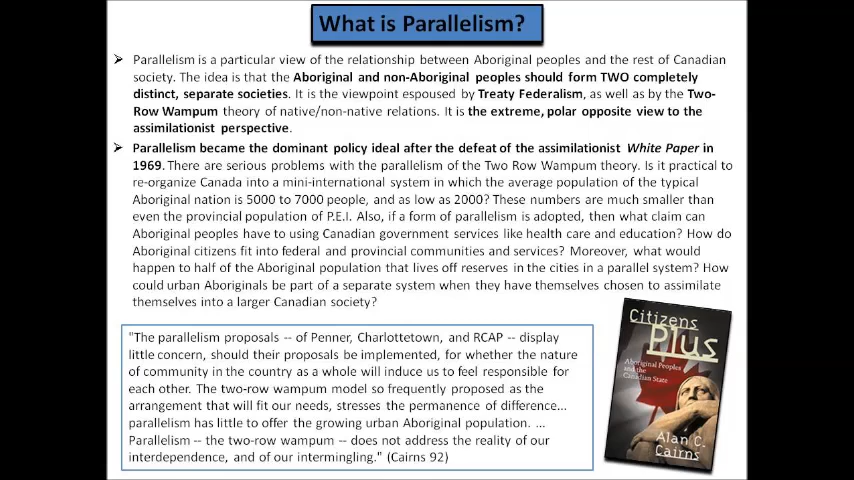 What is Parallelism?
➢ Parallelism is a particular view of the relationship between Aboriginal peoples and the rest of Canadian
society. The idea is that the Aboriginal and non-Aboriginal peoples should form TWO completely
distinct, separate societies. It is the viewpoint espoused by Treaty Federalism, as well as by the Two-
Row Wampum theory of native/non-native relations. It is the extreme, polar opposite view to the
assimilationist perspective.
➢ Parallelism became the dominant policy ideal after the defeat of the assimilationist White Paper in
1969. There are serious problems with the parallelism of the Two Row Wampum theory. Is it practical to
re-organize Canada into a mini-international system in which the average population of the typical
Aboriginal nation is 5000 to 7000 people, and as low as 2000? These numbers are much smaller than
even the provincial population of P.E.I. Also, if a form of parallelism is adopted, then what claim can
Aboriginal peoples have to using Canadian government services like health care and education? How do
Aboriginal citizens fit into federal and provincial communities and services? Moreover, what would
happen to half of the Aboriginal population that lives off reserves in the cities in a parallel system? How
could urban Aboriginals be part of a separate system when they have themselves chosen to assimilate
themselves into a larger Canadian society?
"The parallelism proposals -- of Penner, Charlottetown, and RCAP -- display
little concern, should their proposals be implemented, for whether the nature
of community in the country as a whole will induce us to feel responsible for
each other. The two-row wampum model so frequently proposed as the
arrangement that will fit our needs, stresses the permanence of difference...
parallelism has little to offer the growing urban Aboriginal population. ...
Parallelism -- the two-row wampum -- does not address the reality of our
interdependence, and of our intermingling." (Cairns 92)
Citizens
Plus
Aboriginal Peoples
and the
Canadian State
Alan C.
Cairns